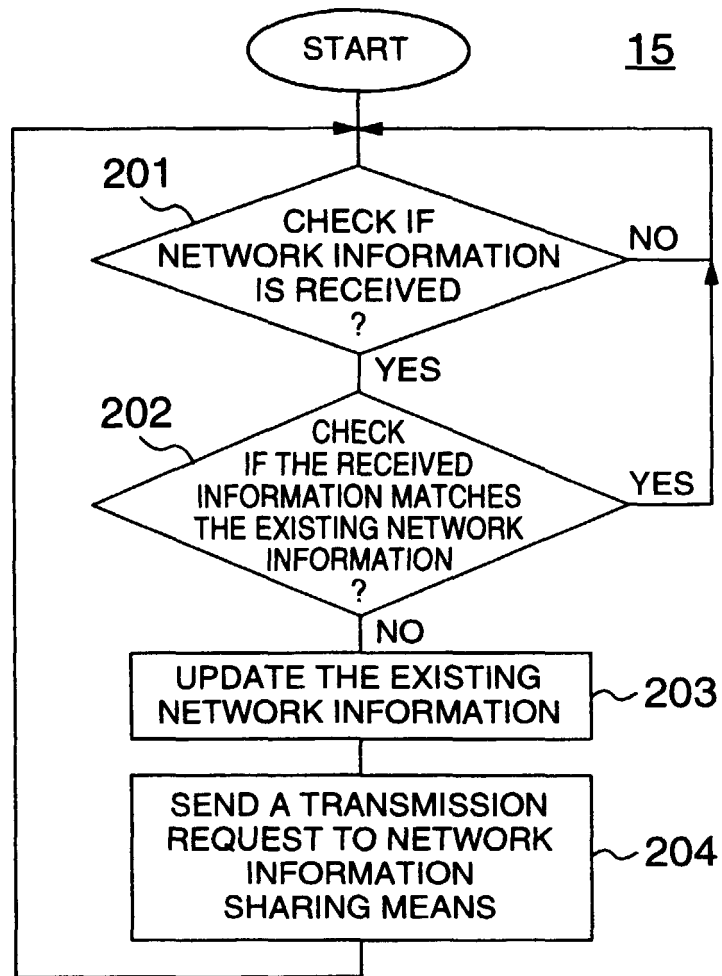 START
15
201
CHECK IF
NETWORK INFORMATION
IS RECEIVED
?
NO
YES
202
CHECK
IF THE RECEIVED
INFORMATION MATCHES
THE EXISTING NETWORK
INFORMATION
?
YES
NO
UPDATE THE EXISTING
NETWORK INFORMATION
203
SEND A TRANSMISSION
REQUEST TO NETWORK
INFORMATION
SHARING MEANS
204